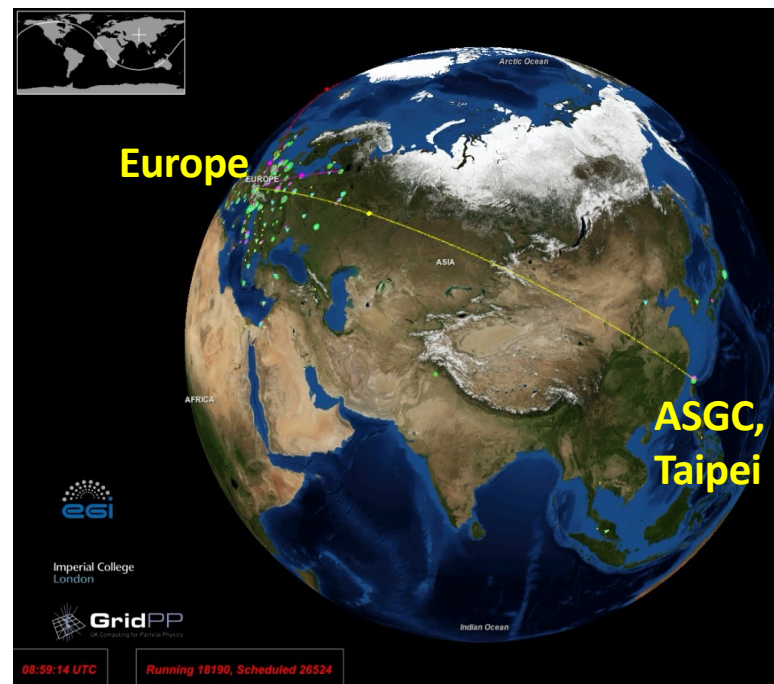 Arctic Ocean
Europe
EUROPE
ASIA
AFRICA
ASGC,
Taipei
egi
Imperial College
London
GridPP
UK Computing for Particle Physics
Indian Ocean
08:59:14 UTC
Running 18190, Scheduled 26524